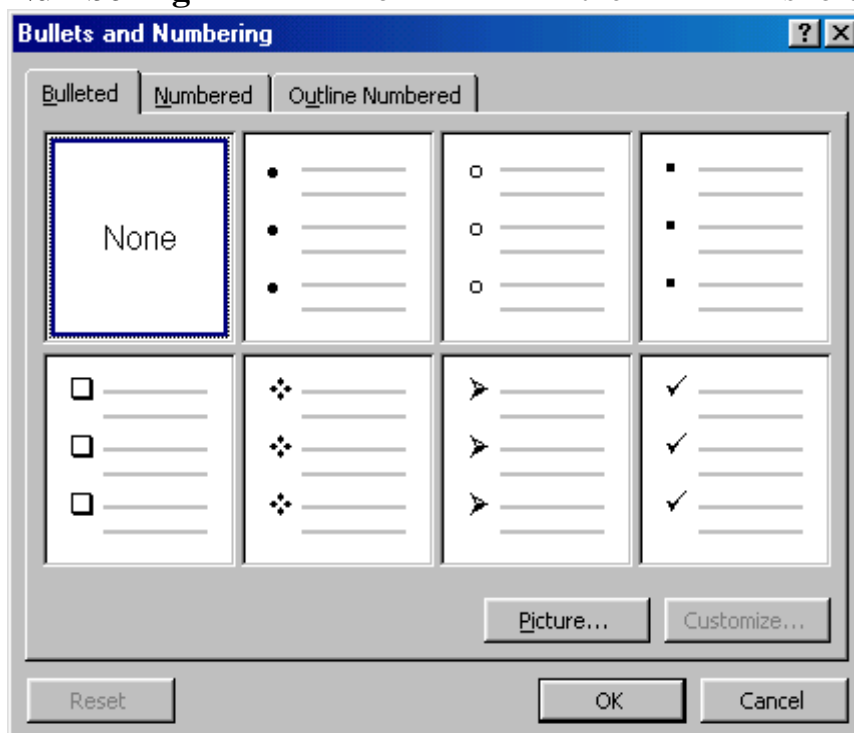 Bullets and Numbering
Bulleted Numbered Outline Numbered
None
Picture... Customize...
Reset OK Cancel